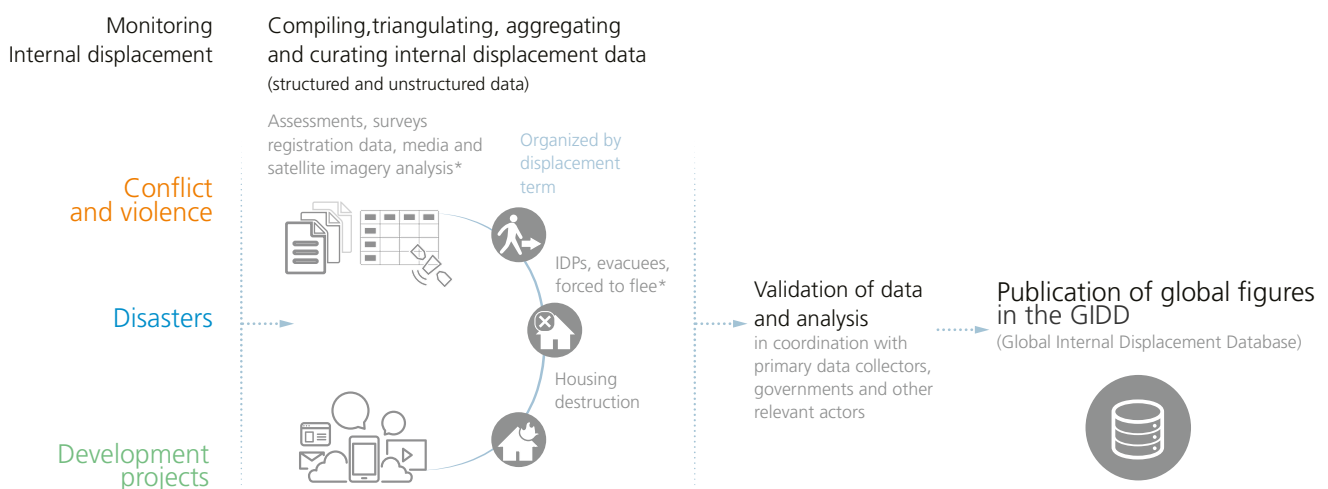 Monitoring
Internal displacement
Compiling,triangulating, aggregating
and curating internal displacement data
(structured and unstructured data)
Assessments, surveys
registration data, media and
satellite imagery analysis*
Organized by
displacement
term
Conflict
and violence
Disasters
Development
projects
IDPs, evacuees,
forced to flee*
Housing
destruction
Validation of data
and analysis
in coordination with
primary data collectors,
governments and other
relevant actors
Publication of global figures
in the GIDD
(Global Internal Displacement Database)